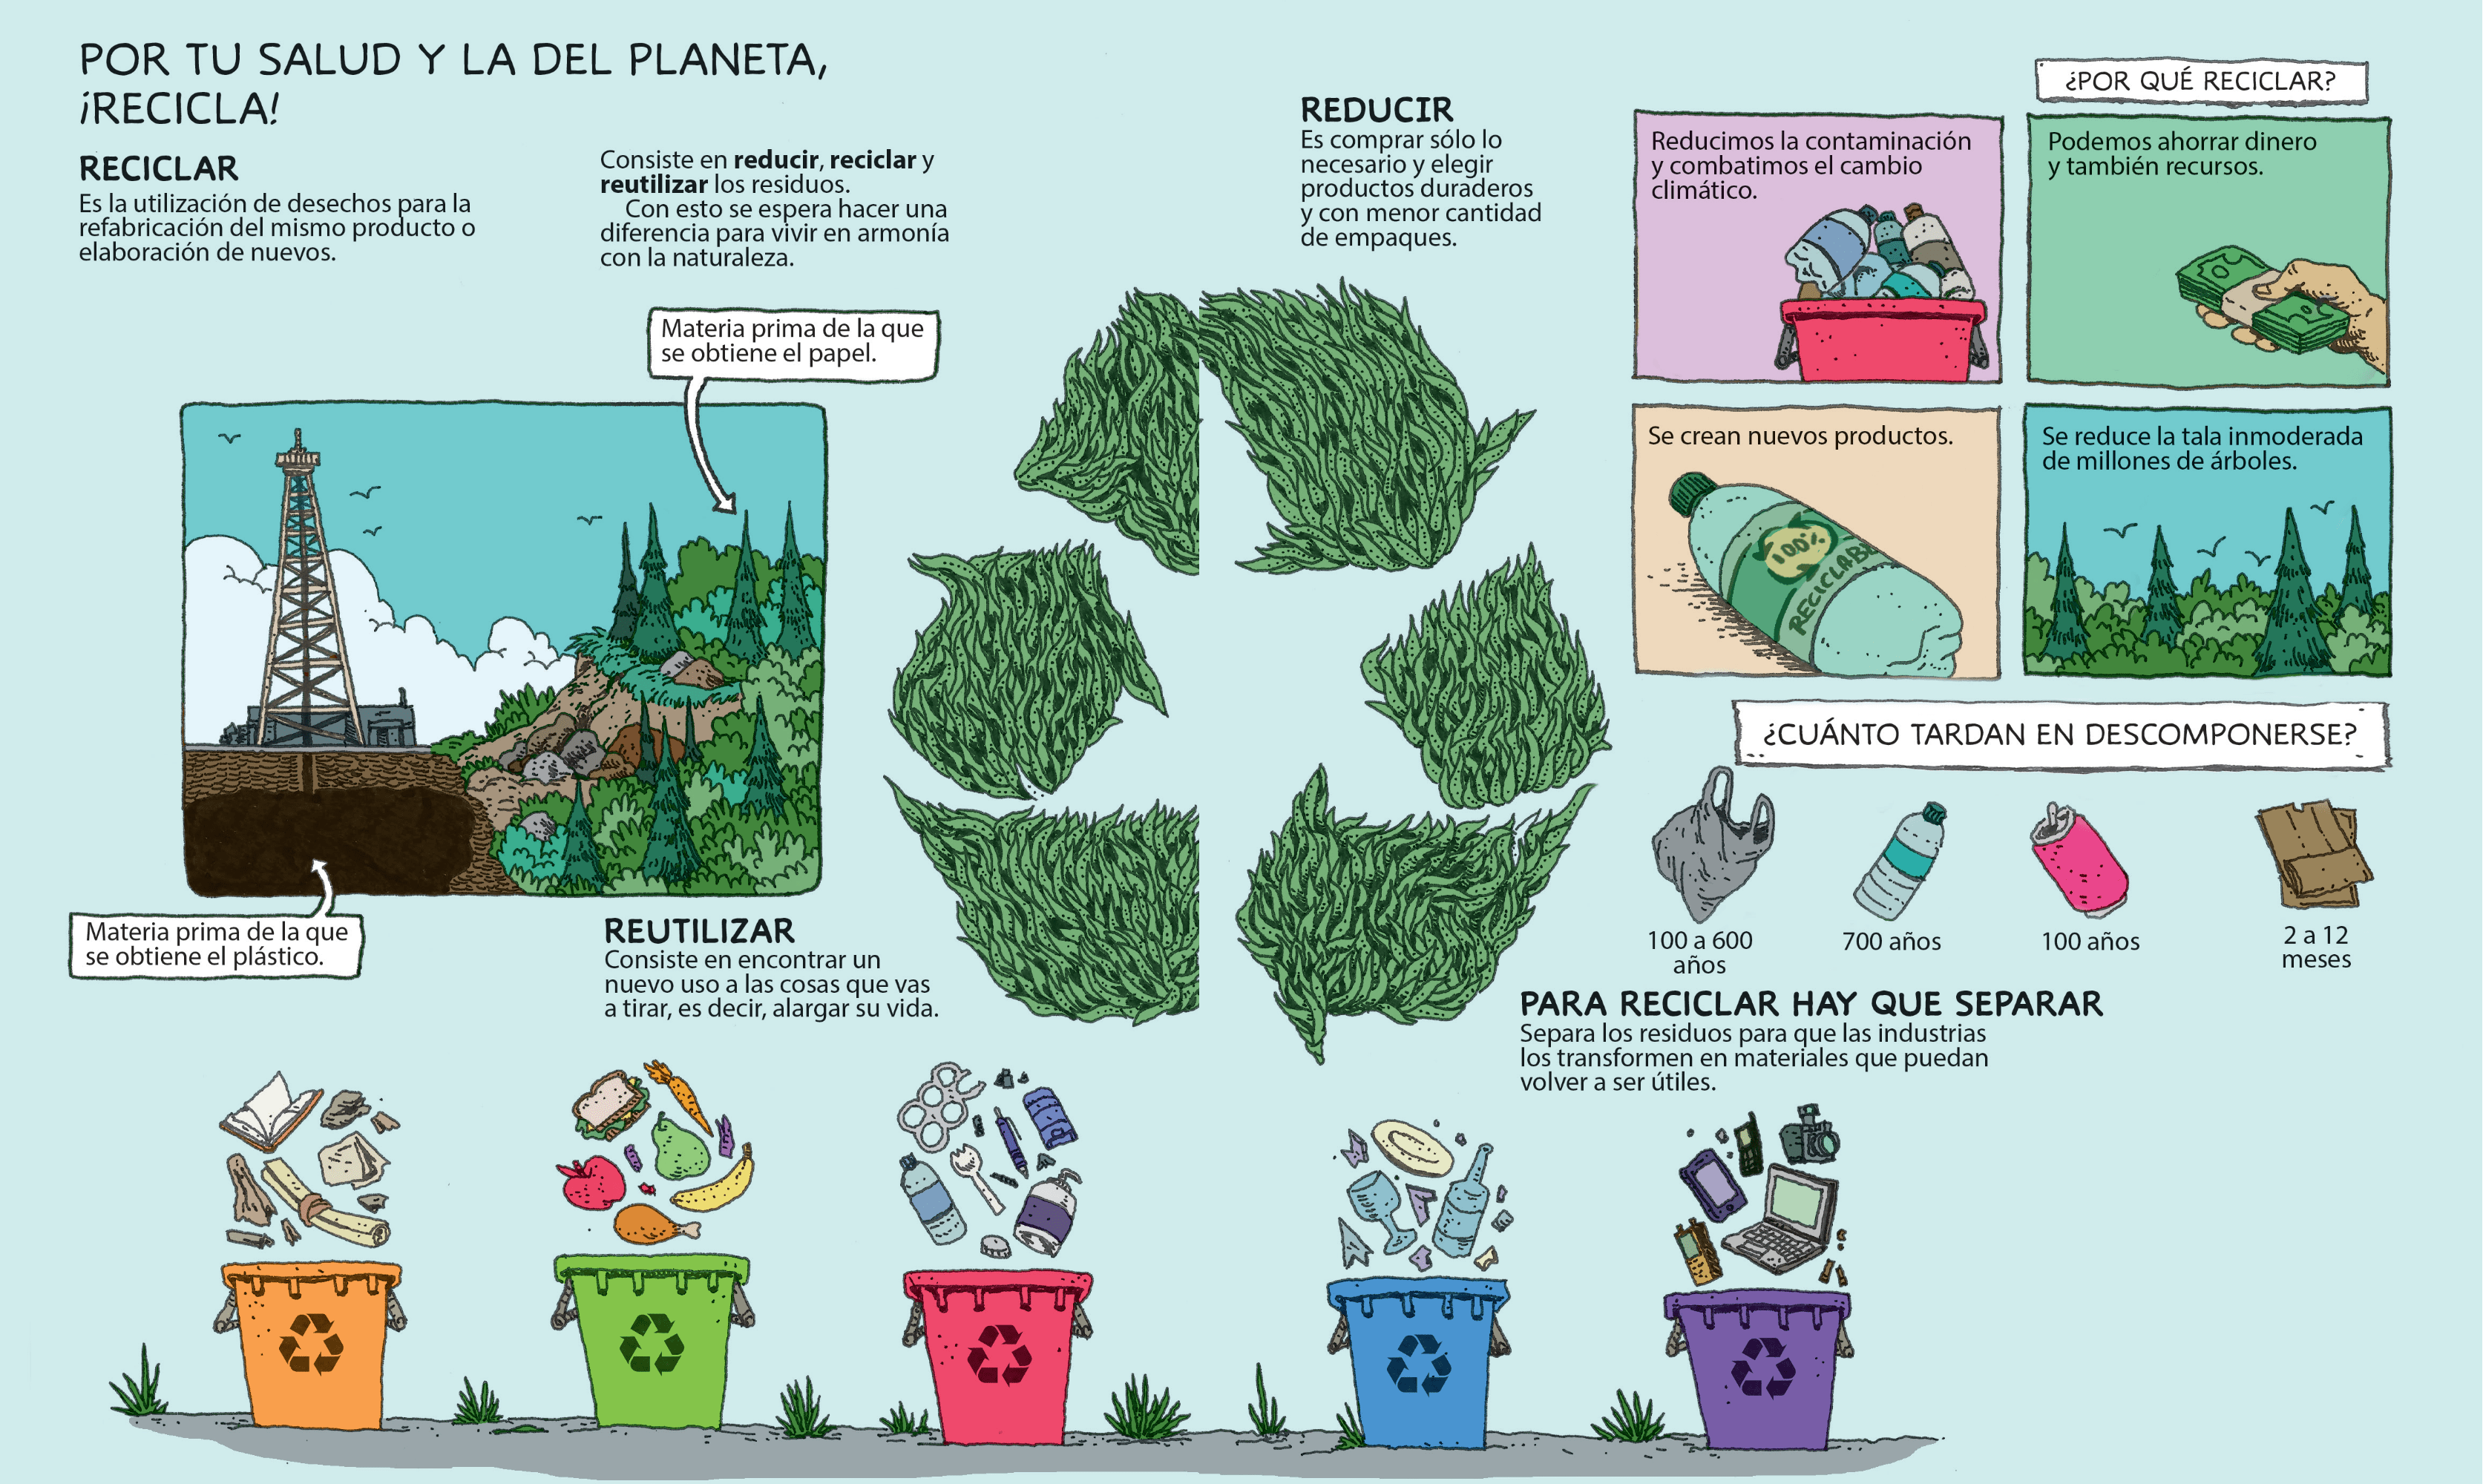 POR TU SALUD Y LA DEL PLANETA,
¡RECICLA!
RECICLAR
Es la utilización de desechos para la
refabricación del mismo producto o
elaboración de nuevos.
Consiste en reducir, reciclar y
reutilizar los residuos.
Con esto se espera hacer una
diferencia para vivir en armonía
con la naturaleza.
Materia prima de la que
se obtiene el papel.
Materia prima de la que
se obtiene el plástico.
REUTILIZAR
Consiste en encontrar un
nuevo uso a las cosas que vas
a tirar, es decir, alargar su vida.
REDUCIR
Es comprar sólo lo
necesario y elegir
productos duraderos
y con menor cantidad
de empaques.
¿POR QUÉ RECICLAR?
Reducimos la contaminación
y combatimos el cambio
climático.
Podemos ahorrar dinero
y también recursos.
Se crean nuevos productos.
100%
RECICLAB
Se reduce la tala inmoderada
de millones de árboles.
¿CUÁNTO TARDAN EN DESCOMPONERSE?
100 a 600
años
700 años
100 años
2 a 12
meses
PARA RECICLAR HAY QUE SEPARAR
Separa los residuos para que las industrias
los transformen en materiales que puedan
volver a ser útiles.